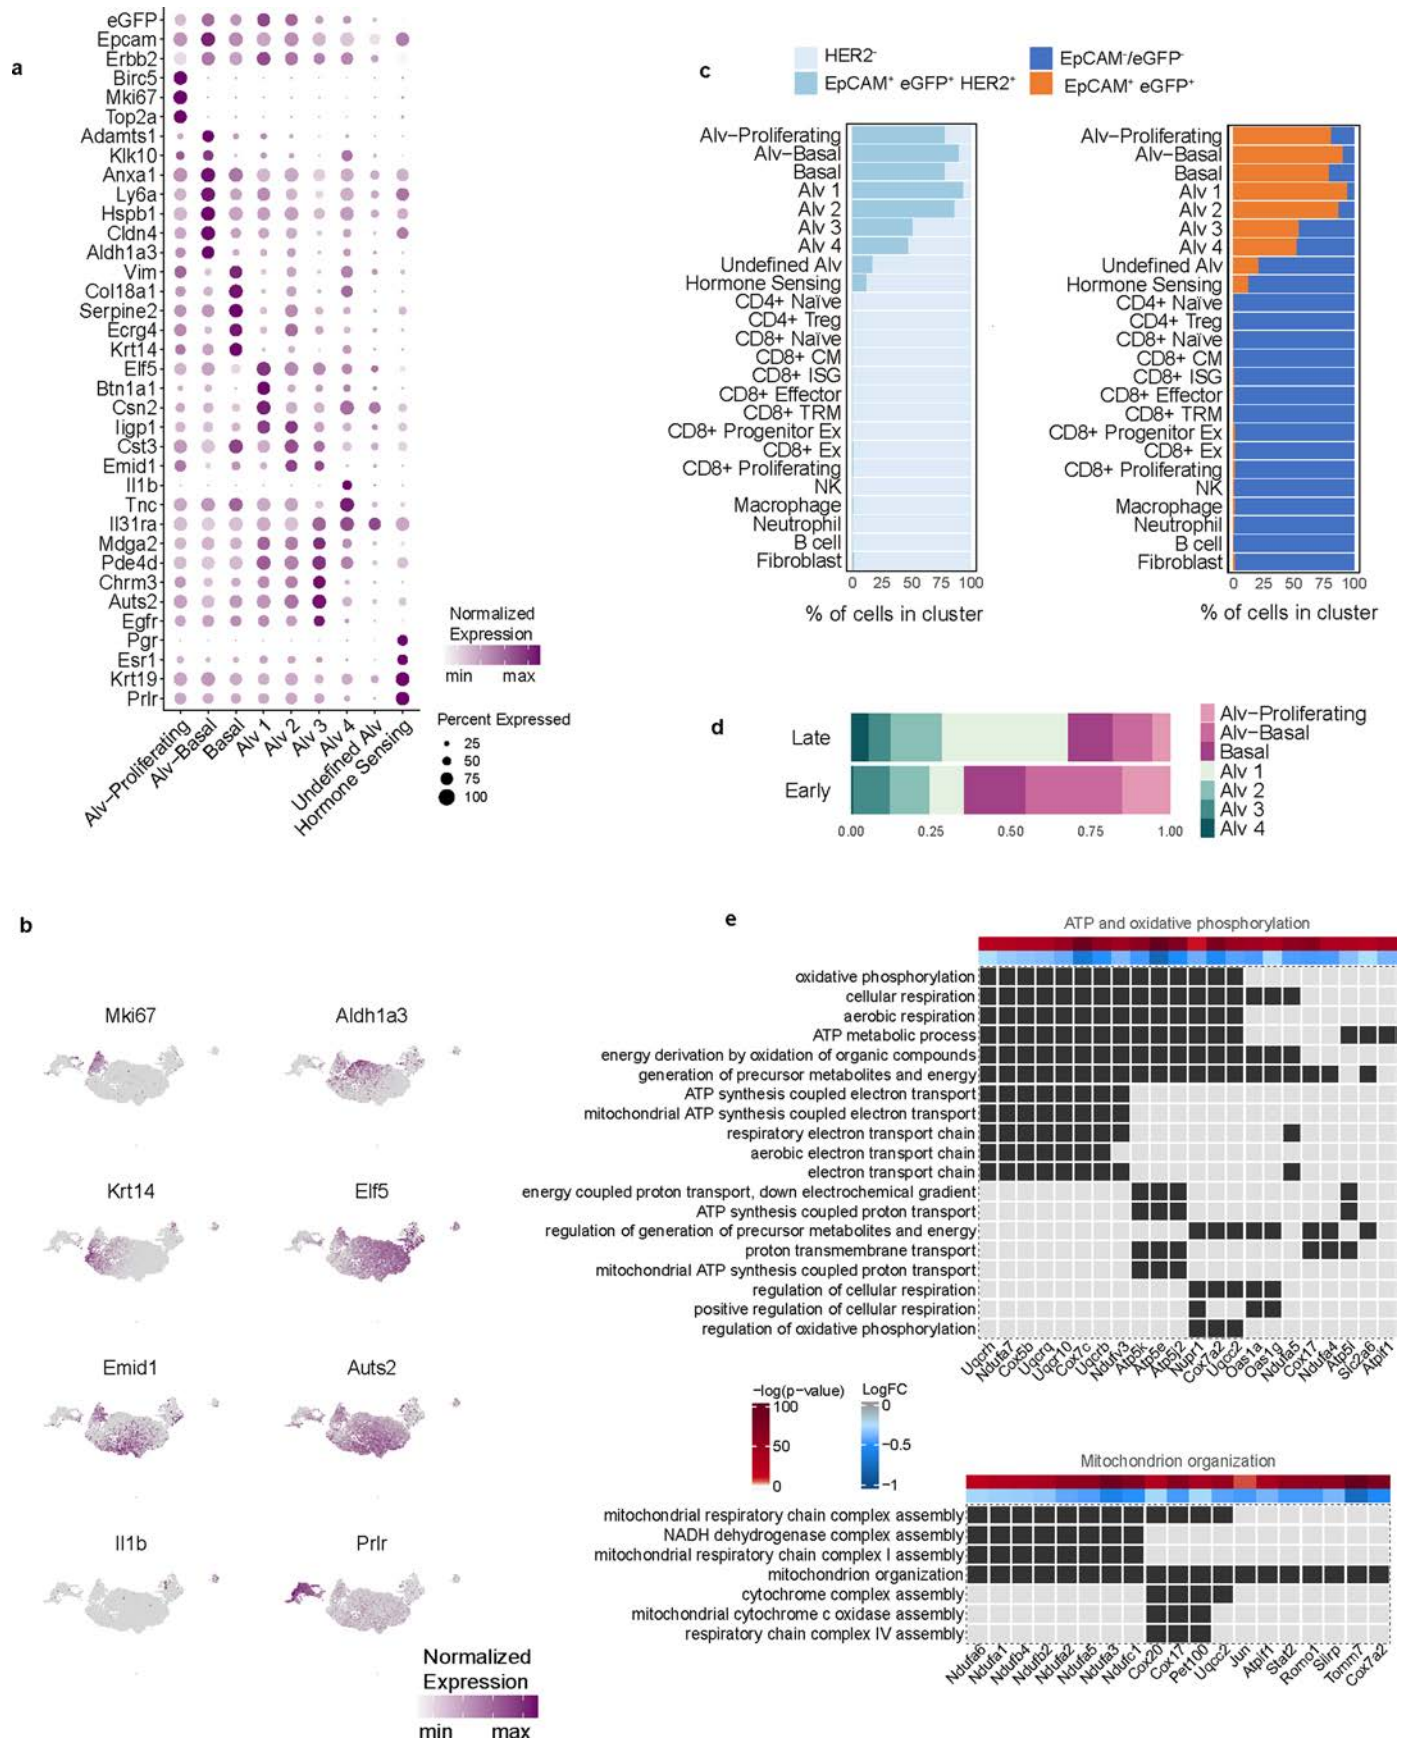 a
eGFP
Epcam
Erbb2
Birc5
Mki67
Top2a
Adamts1
Klk10
Anxa1
Ly6a
Hspb1
Cldn4
Aldh1a3
Vim
Col18a1
Serpine2
Ecrg4
Krt14
Elf5
Btn1a1
Csn2
Iigp1
Cst3
Emid1
Il1b
Tnc
Il31ra
Mdga2
Pde4d
Chrm3
Auts2
Egfr
Pgr
Esr1
Krt19
Prlr
Alv-Proliferating
Alv-Basal
Basal
Alv 1
Alv 2
Alv 3
Alv 4
Undefined Alv
Hormone Sensing
Normalized
Expression
min max
Percent Expressed
25
50
75
100
c
HER2-
EpCAM+ eGFP+ HER2+
EpCAM-/eGFP-
EpCAM+ eGFP+
Alv-Proliferating
Alv-Basal
Basal
Alv 1
Alv 2
Alv 3
Alv 4
Undefined Alv
Hormone Sensing
CD4+ Naïve
CD4+ Treg
CD8+ Naïve
CD8+ CM
CD8+ ISG
CD8+ Effector
CD8+ TRM
CD8+ Progenitor Ex
CD8+ Ex
CD8+ Proliferating
NK
Macrophage
Neutrophil
B cell
Fibroblast
0 25 50 75 100
% of cells in cluster
Alv-Proliferating
Alv-Basal
Basal
Alv 1
Alv 2
Alv 3
Alv 4
Undefined Alv
Hormone Sensing
CD4+ Naïve
CD4+ Treg
CD8+ Naïve
CD8+ CM
CD8+ ISG
CD8+ Effector
CD8+ TRM
CD8+ Progenitor Ex
CD8+ Ex
CD8+ Proliferating
NK
Macrophage
Neutrophil
B cell
Fibroblast
0 25 50 75 100
% of cells in cluster
d
Late
Early
0.00 0.25 0.50 0.75 1.00
Alv-Proliferating
Alv-Basal
Basal
Alv 1
Alv 2
Alv 3
Alv 4
b
Mki67
Aldh1a3
Krt14
Elf5
Emid1
Auts2
Il1b
Prlr
Normalized
Expression
min max
e
ATP and oxidative phosphorylation
oxidative phosphorylation
cellular respiration
aerobic respiration
ATP metabolic process
energy derivation by oxidation of organic compounds
generation of precursor metabolites and energy
ATP synthesis coupled electron transport
mitochondrial ATP synthesis coupled electron transport
respiratory electron transport chain
aerobic electron transport chain
electron transport chain
energy coupled proton transport, down electrochemical gradient
ATP synthesis coupled proton transport
regulation of generation of precursor metabolites and energy
proton transmembrane transport
mitochondrial ATP synthesis coupled proton transport
regulation of cellular respiration
positive regulation of cellular respiration
regulation of oxidative phosphorylation
Uqcrh
Ndufa7
Cox5b
Uqcrq
Uqcr10
Cox7c
Uqcrb
Ndufv3
Atp5k
Atp5e
Atp5j2
Nupr1
Cox7a2
Uqcc2
Oas1a
Oas1g
Ndufa5
Cox17
Ndufa4
Atp5l
Slc2a6
Atpif1
-log(p-value)
100
50
0
LogFC
0
-0.5
-1
Mitochondrion organization
mitochondrial respiratory chain complex assembly
NADH dehydrogenase complex assembly
mitochondrial respiratory chain complex I assembly
mitochondrion organization
cytochrome complex assembly
mitochondrial cytochrome c oxidase assembly
respiratory chain complex IV assembly
Ndufa6
Ndufa1
Ndufb4
Ndufb2
Ndufa2
Ndufa5
Ndufa3
Ndufc1
Cox20
Cox17
Pet100
Uqcc2
Jun
Atpif1
Stat2
Romo1
Slirp
Tomm7
Cox7a2